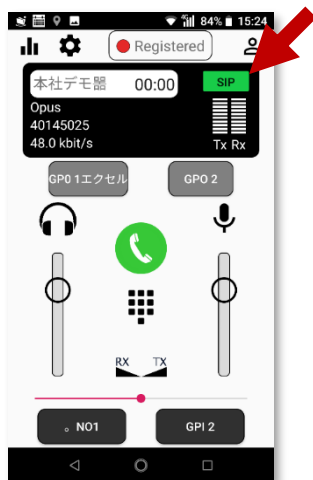 84% 15:24
Registered
本社デモ器 00:00 SIP
Opus
40145025
48.0 kbit/s
Tx Rx
GPO 1エクセル GPO 2
RX TX
。NO1 GPI 2